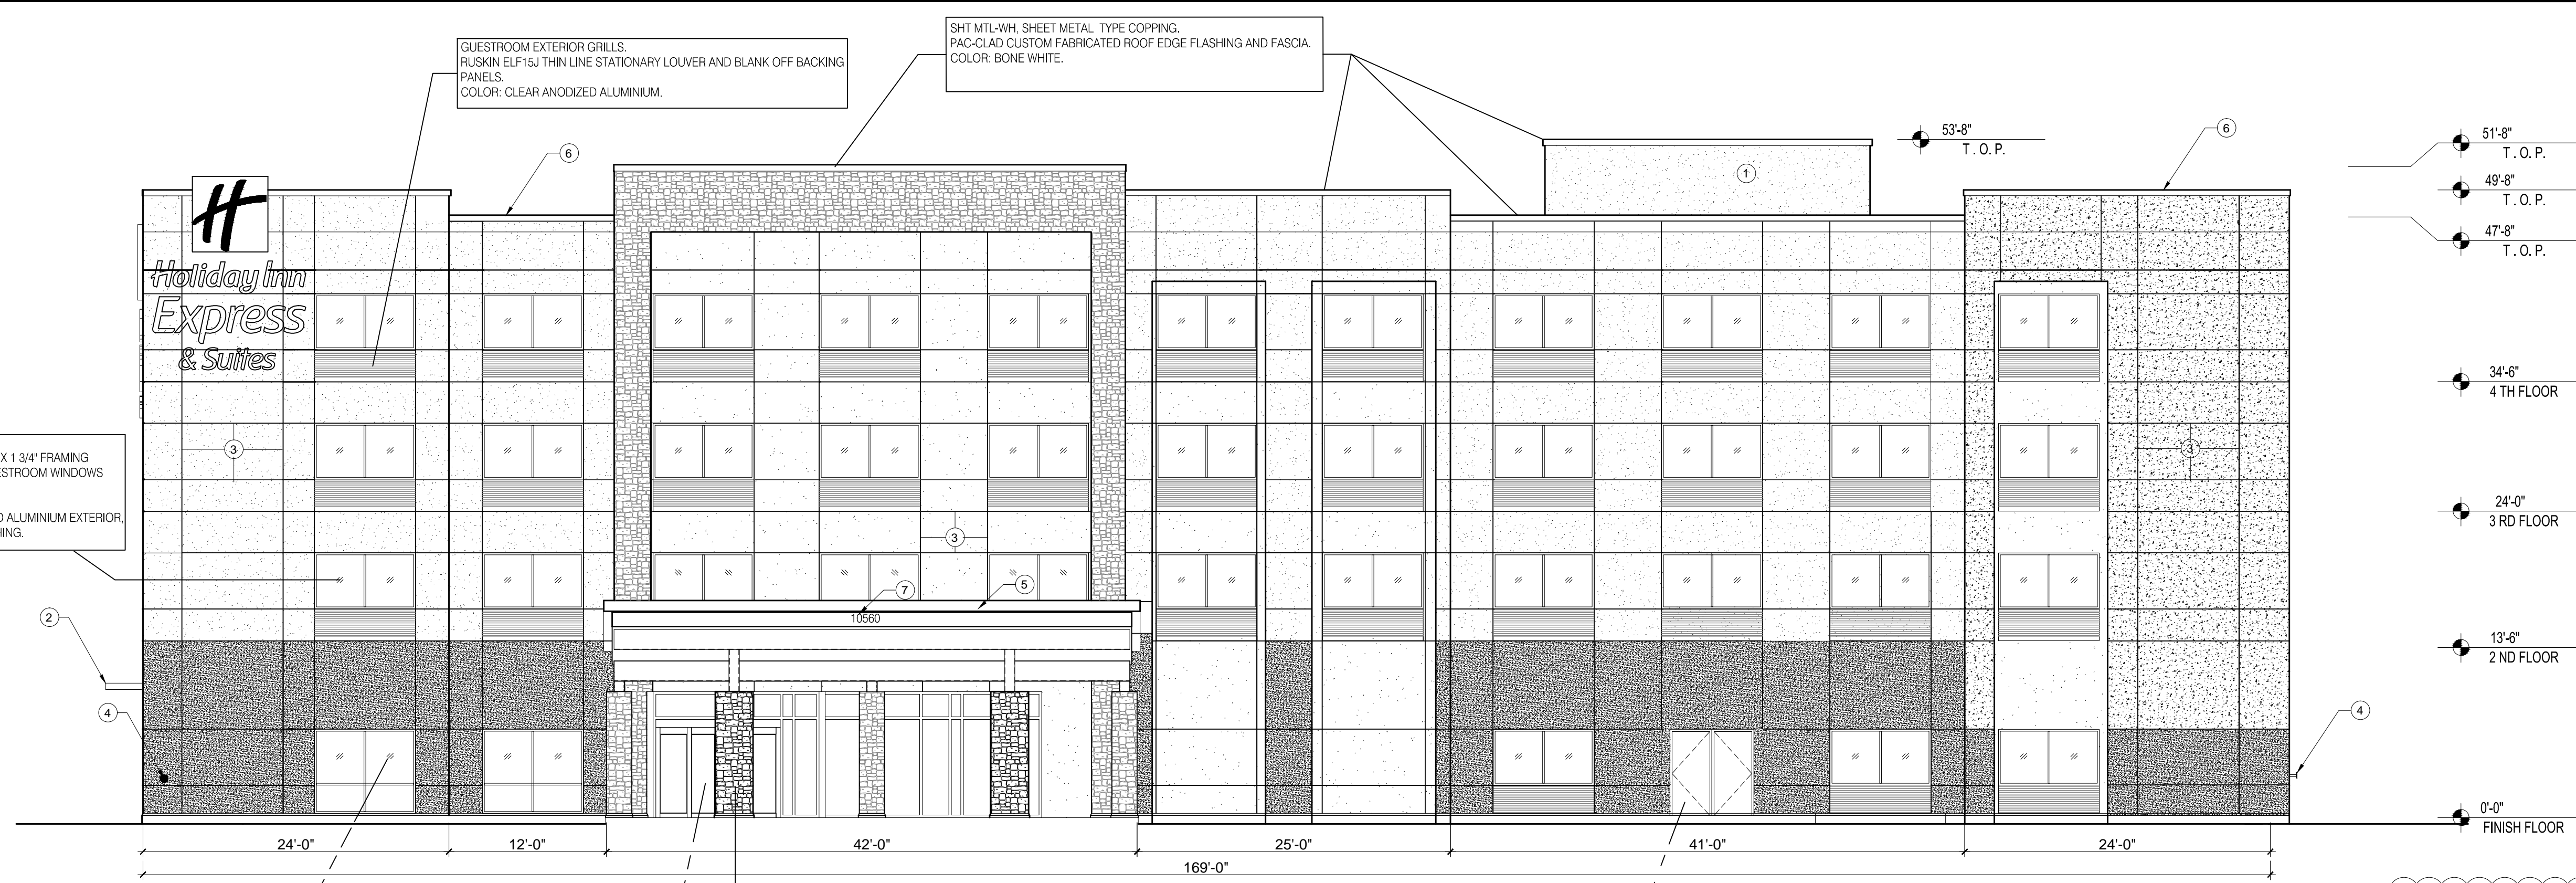 GUESTROOM EXTERIOR GRILLS.
RUSKIN ELF15J THIN LINE STATIONARY LOUVER AND BLANK OFF BACKING
PANELS.
COLOR: CLEAR ANODIZED ALUMINIUM.
SHT MTL-WH, SHEET METAL TYPE COPPING.
PAC-CLAD CUSTOM FABRICATED ROOF EDGE FLASHING AND FASCIA.
COLOR: BONE WHITE.
53'-8"
T.O.P.
51'-8"
T.O.P.
49'-8"
T.O.P.
47'-8"
T.O.P.
6
6
1
H
Holiday Inn
Express
& Suites
34'-6"
4 TH FLOOR
X 1 3/4" FRAMING
ESTROOM WINDOWS
D ALUMINIUM EXTERIOR,
HING.
3
3
3
24'-0"
3 RD FLOOR
7
5
10560
2
13'-6"
2 ND FLOOR
4
4
0'-0"
FINISH FLOOR
24'-0"
12'-0"
42'-0"
25'-0"
41'-0"
24'-0"
169'-0"